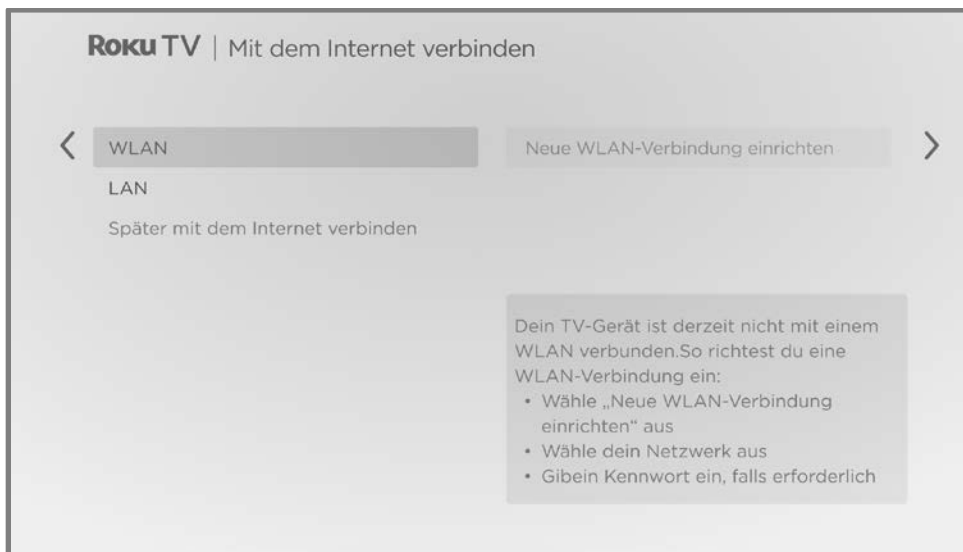 Roku TV | Mit dem Internet verbinden
WLAN
Neue WLAN-Verbindung einrichten
LAN
Später mit dem Internet verbinden
Dein TV-Gerät ist derzeit nicht mit einem
WLAN verbunden.So richtest du eine
WLAN-Verbindung ein:
• Wähle „Neue WLAN-Verbindung
einrichten“ aus
• Wähle dein Netzwerk aus
• Gibein Kennwort ein, falls erforderlich